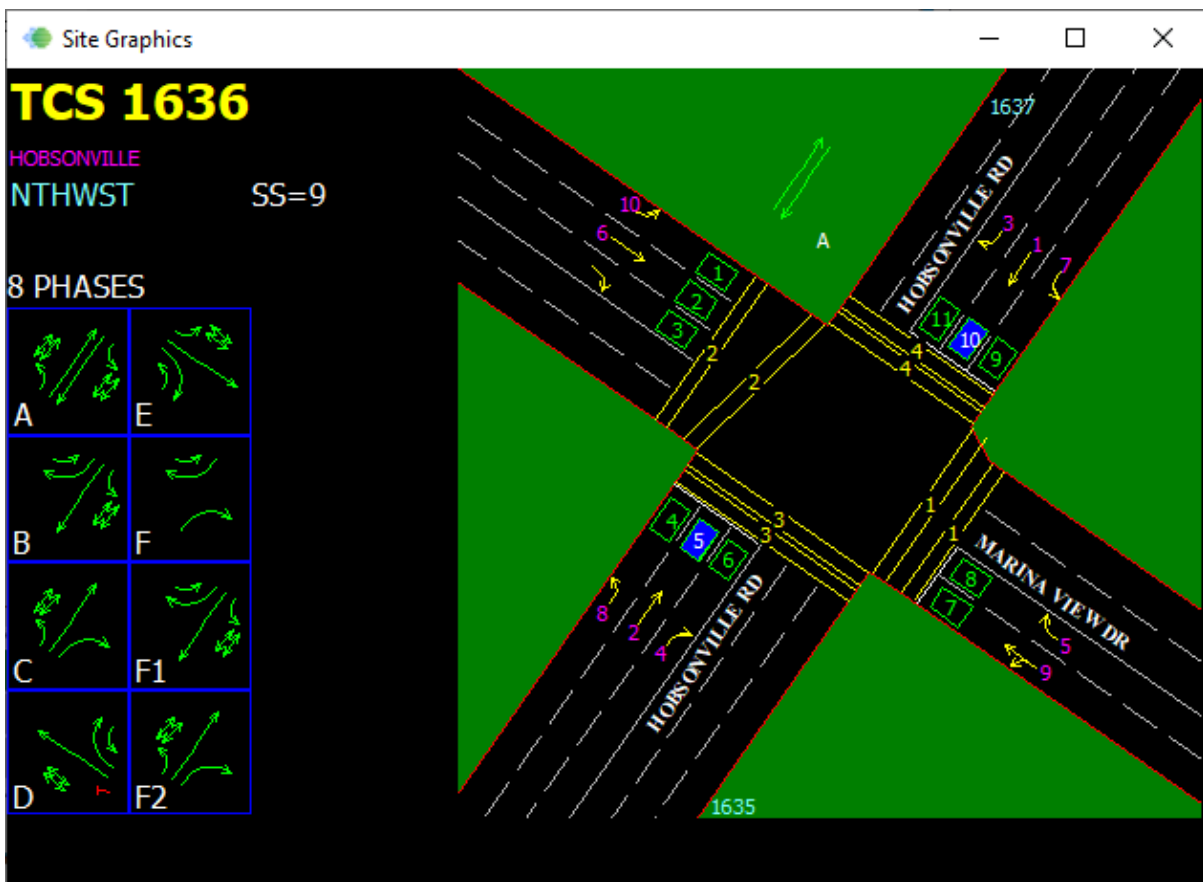 Site Graphics
TCS 1636
HOBSONVILLE
NTHWST SS=9
8 PHASES
A E
B F
C F1
D F2
T
1637
HOBSONVILLE RD
A
10
6
3
1
7
1
2
3
11
10
9
2
2
4
4
3
3
1
1
4
5
6
8
2
4
HOBSONVILLE RD
8
7
MARINA VIEW DR
5
9
1635